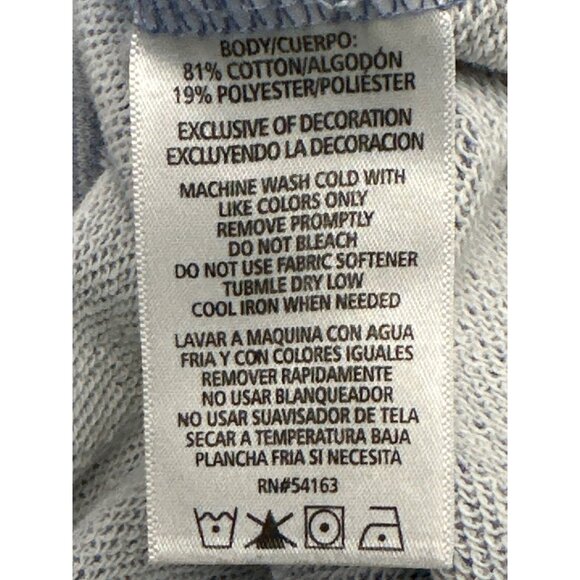 BODY/CUERPO:
81% COTTON/ALGODÓN
19% POLYESTER/POLIÉSTER
EXCLUSIVE OF DECORATION
EXCLUYENDO LA DECORACION
MACHINE WASH COLD WITH
LIKE COLORS ONLY
REMOVE PROMPTLY
DO NOT BLEACH
DO NOT USE FABRIC SOFTENER
TUBMLE DRY LOW
COOL IRON WHEN NEEDED
LAVAR A MAQUINA CON AGUA
FRIA Y CON COLORES IGUALES
REMOVER RAPIDAMENTE
NO USAR BLANQUEADOR
NO USAR SUAVISADOR DE TELA
SECAR A TEMPERATURA BAJA
PLANCHA FRIA SI NECESITA
RN#54163